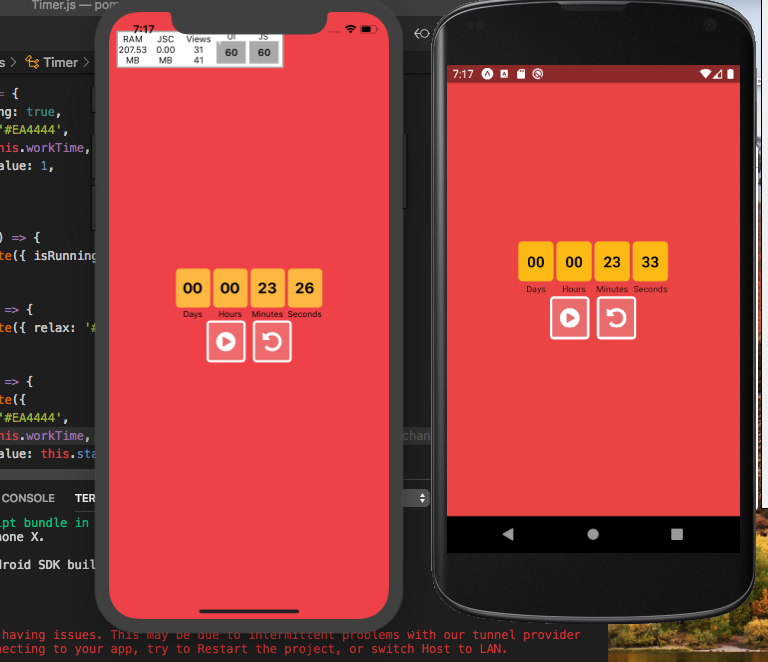 Timer.js — pom
s > Timer >
= {
ng: true,
'#EA4444',
his.workTime,
alue: 1,
) => {
te({ isRunning
=> {
te({ relax: '#
=> {
te({
'#EA4444',
his.workTime,
chan
alue: this.sta
CONSOLE TER
ipt bundle in
hone X.
droid SDK buil
having issues. This may be due to intermittent problems with our tunnel provider
necting to your app, try to Restart the project, or switch Host to LAN.
7:17
RAM JSC Views UI JS
207.53 0.00 31 60 60
MB MB 41
00 00 23 26
Days Hours Minutes Seconds
7:17
00 00 23 33
Days Hours Minutes Seconds